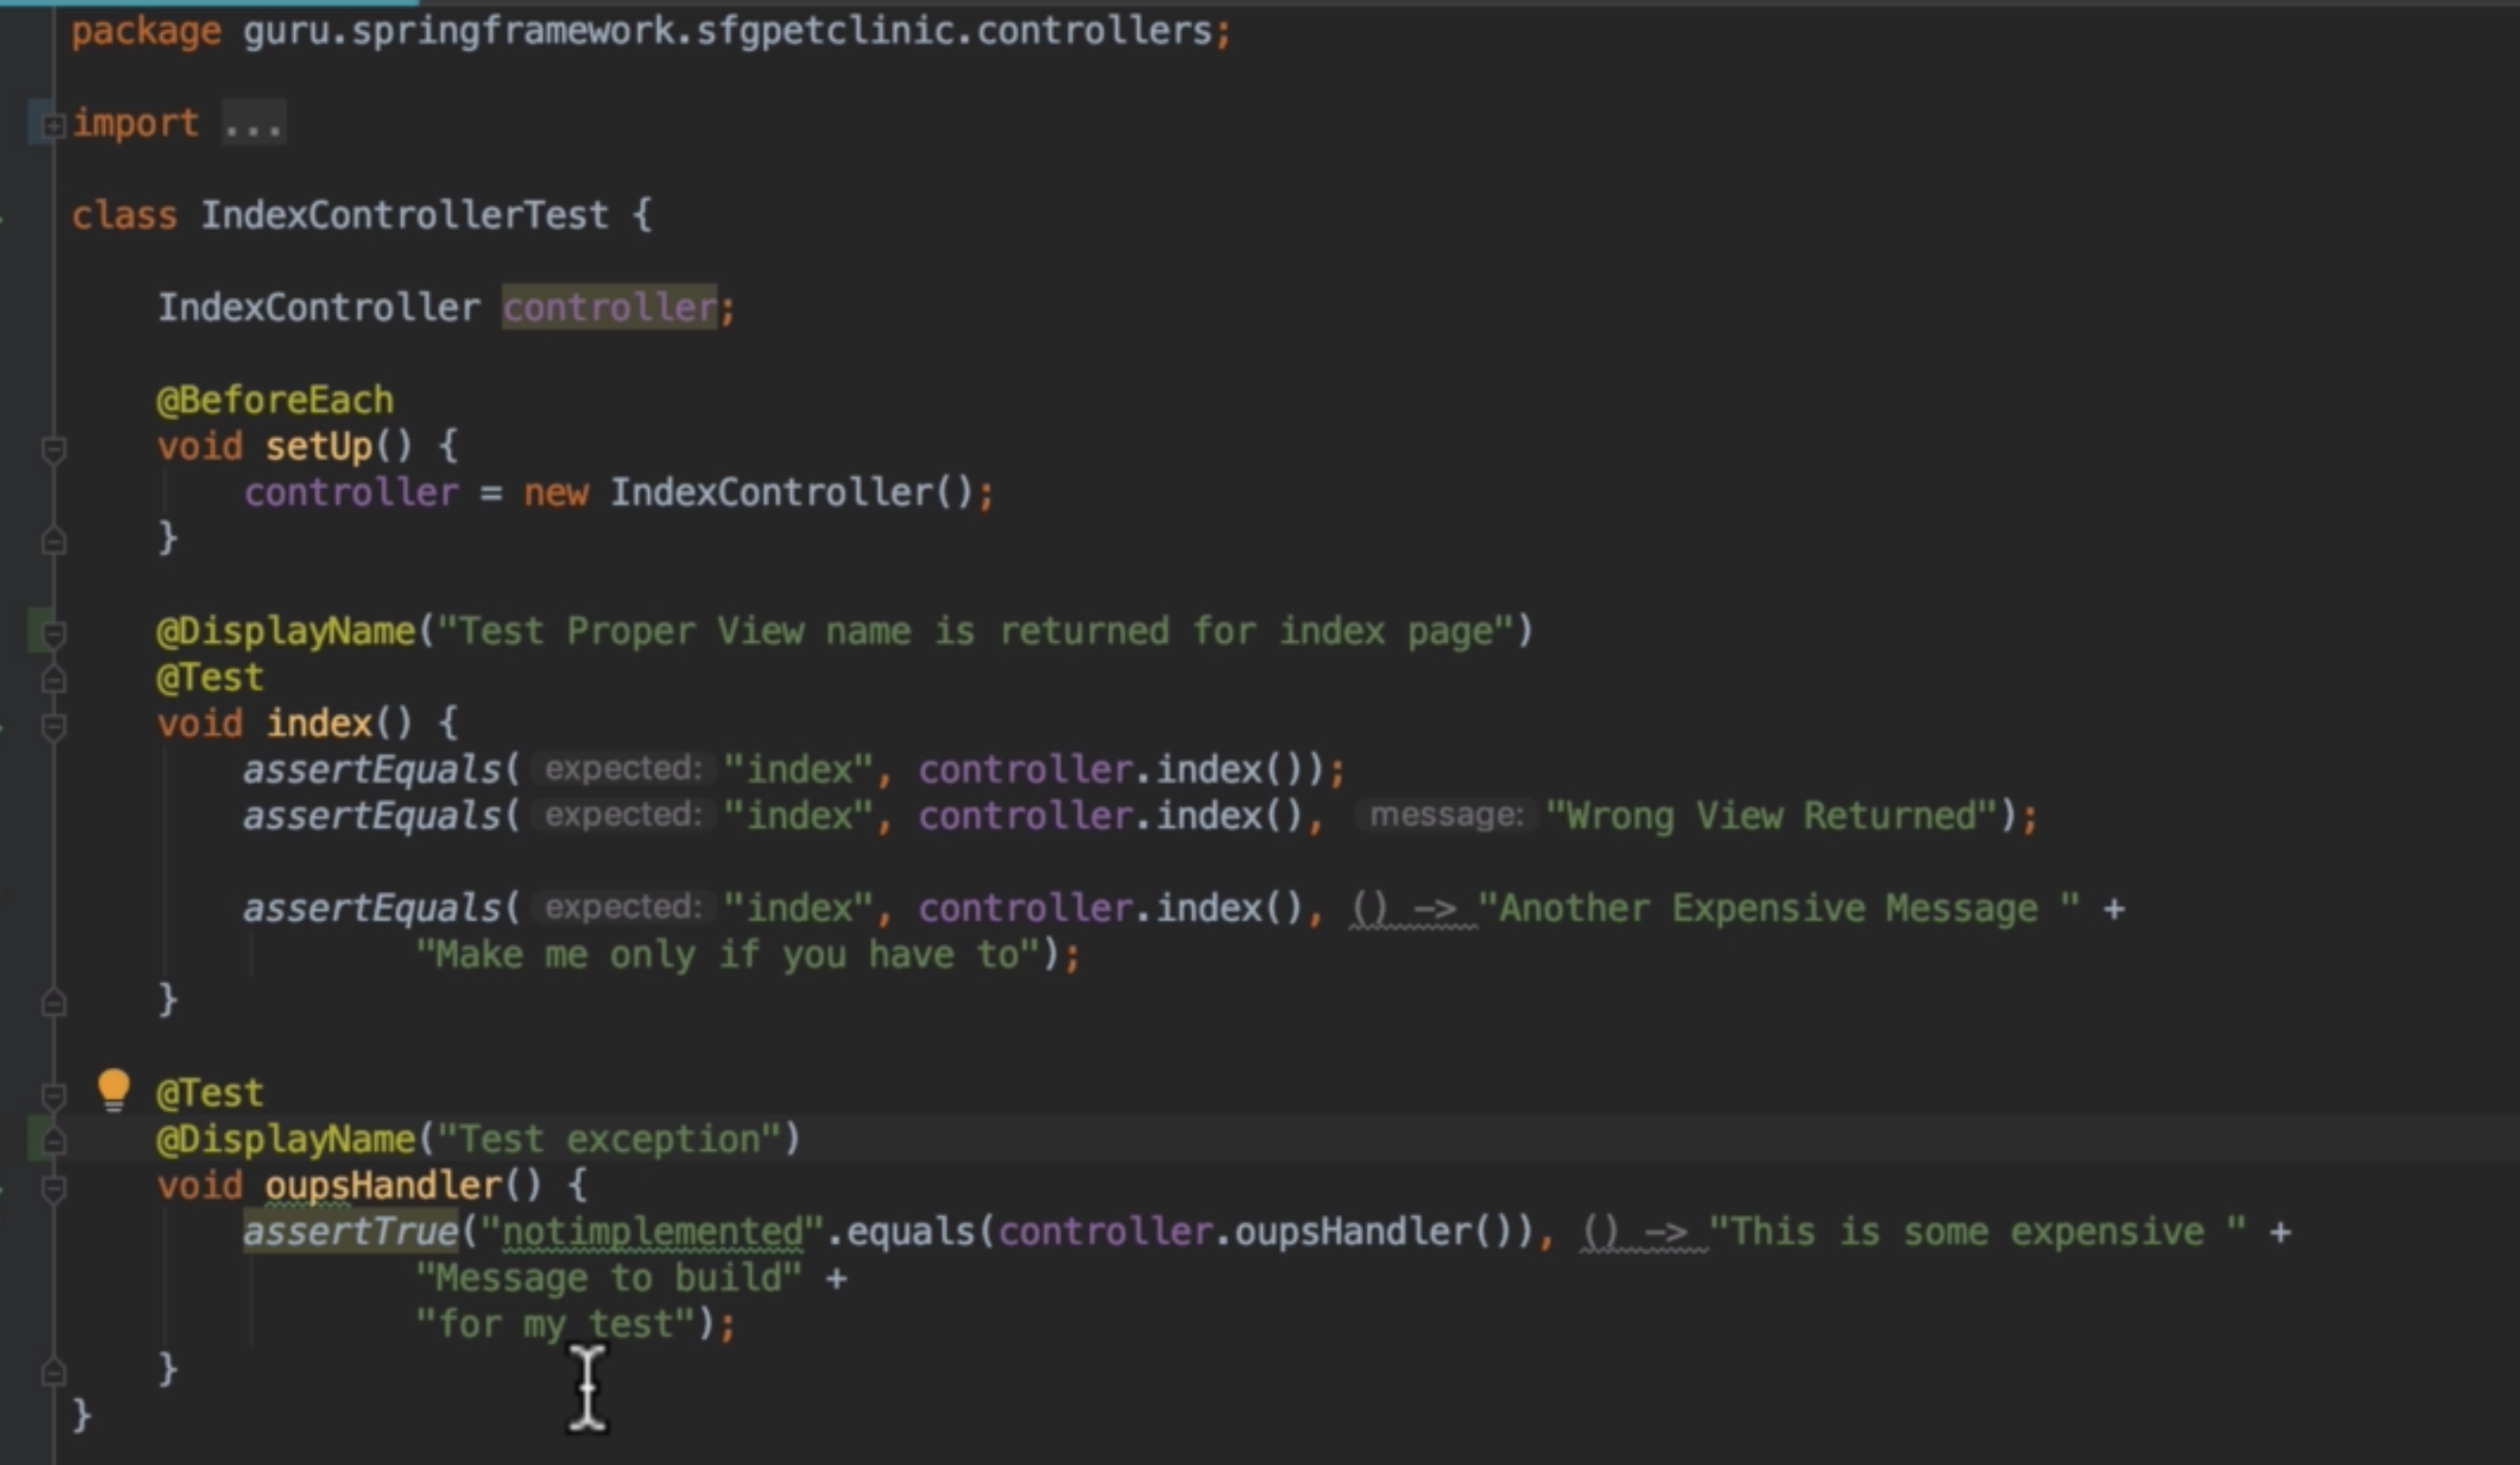 package guru.springframework.sfgpetclinic.controllers;
import ...
class IndexControllerTest {
IndexController controller;
@BeforeEach
void setUp() {
controller = new IndexController();
}
@DisplayName("Test Proper View name is returned for index page")
@Test
void index() {
assertEquals( expected: "index", controller.index());
assertEquals( expected: "index", controller.index(), message: "Wrong View Returned");
assertEquals( expected: "index", controller.index(), () -> "Another Expensive Message " +
"Make me only if you have to");
}
@Test
@DisplayName("Test exception")
void oupsHandler() {
assertTrue("notimplemented".equals(controller.oupsHandler()), () -> "This is some expensive " +
"Message to build" +
"for my test");
}
}